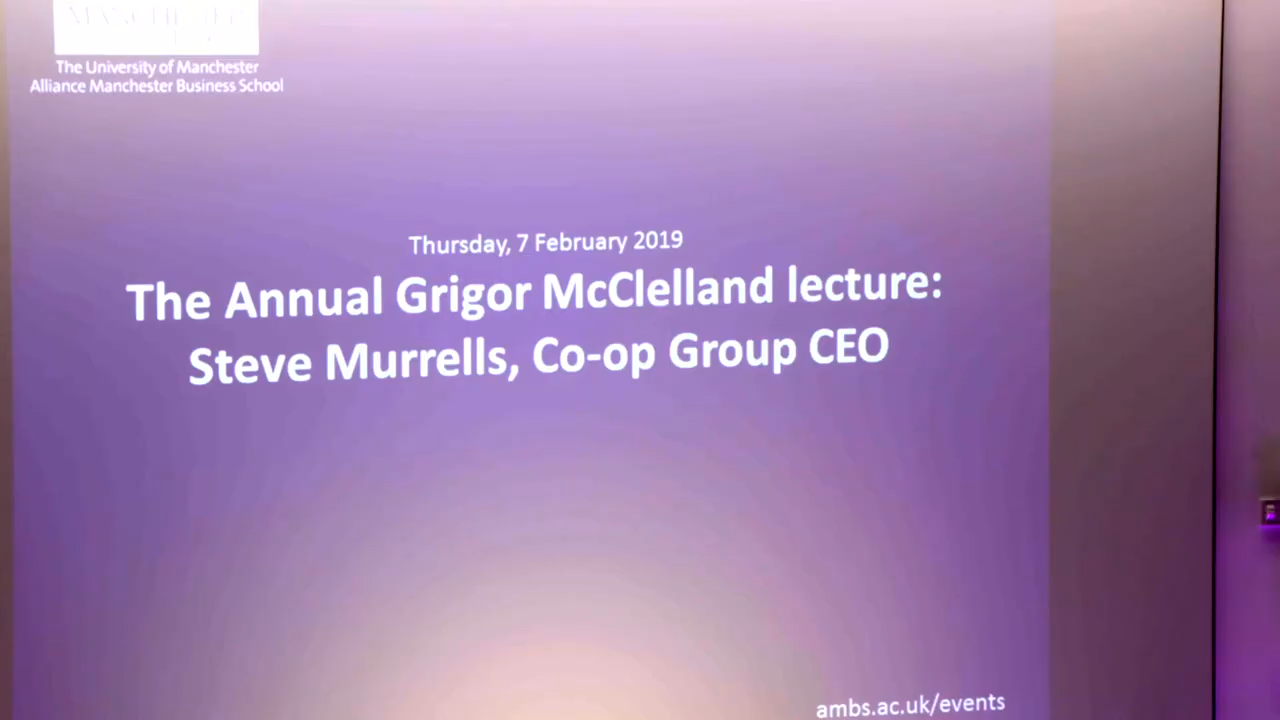 The University of Manchester
Alliance Manchester Business School
Thursday, 7 February 2019
The Annual Grigor McClelland lecture:
Steve Murrells, Co-op Group CEO
ambs.ac.uk/events